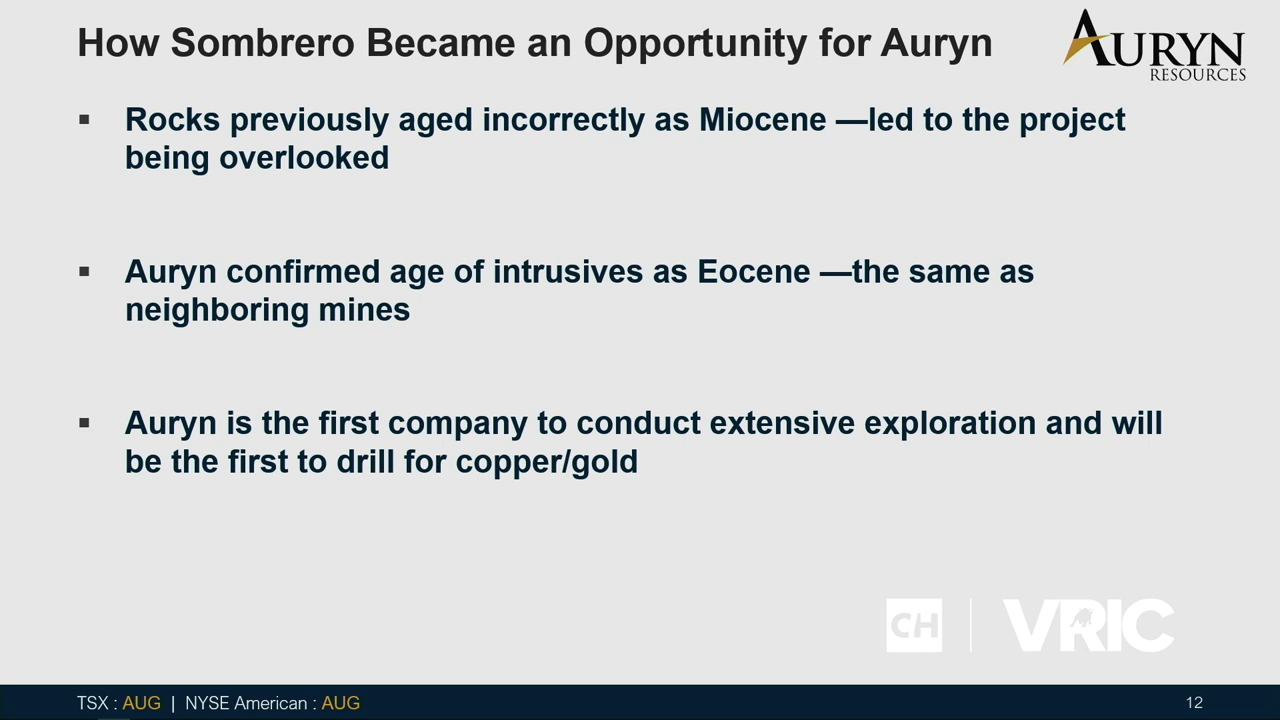 How Sombrero Became an Opportunity for Auryn
AURYN
RESOURCES
▪ Rocks previously aged incorrectly as Miocene —led to the project
being overlooked
▪ Auryn confirmed age of intrusives as Eocene —the same as
neighboring mines
▪ Auryn is the first company to conduct extensive exploration and will
be the first to drill for copper/gold
CH | VRIC
TSX : AUG | NYSE American : AUG
12